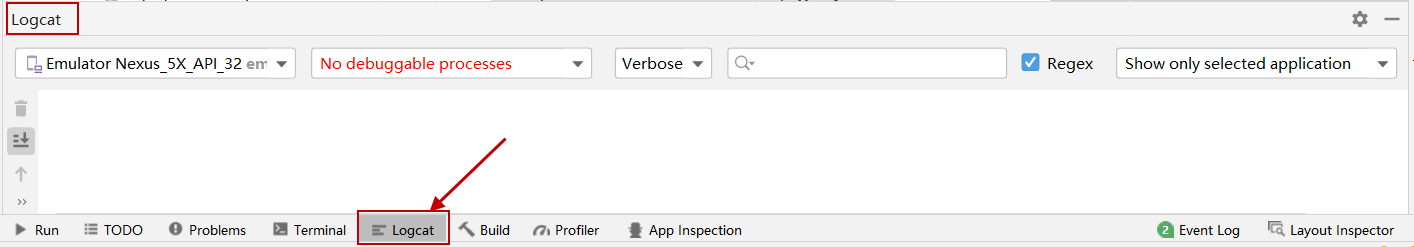 Logcat
Emulator Nexus_5X_API_32 em No debuggable processes Verbose Regex Show only selected application
Run TODO Problems Terminal Logcat Build Profiler App Inspection 2 Event Log Layout Inspector